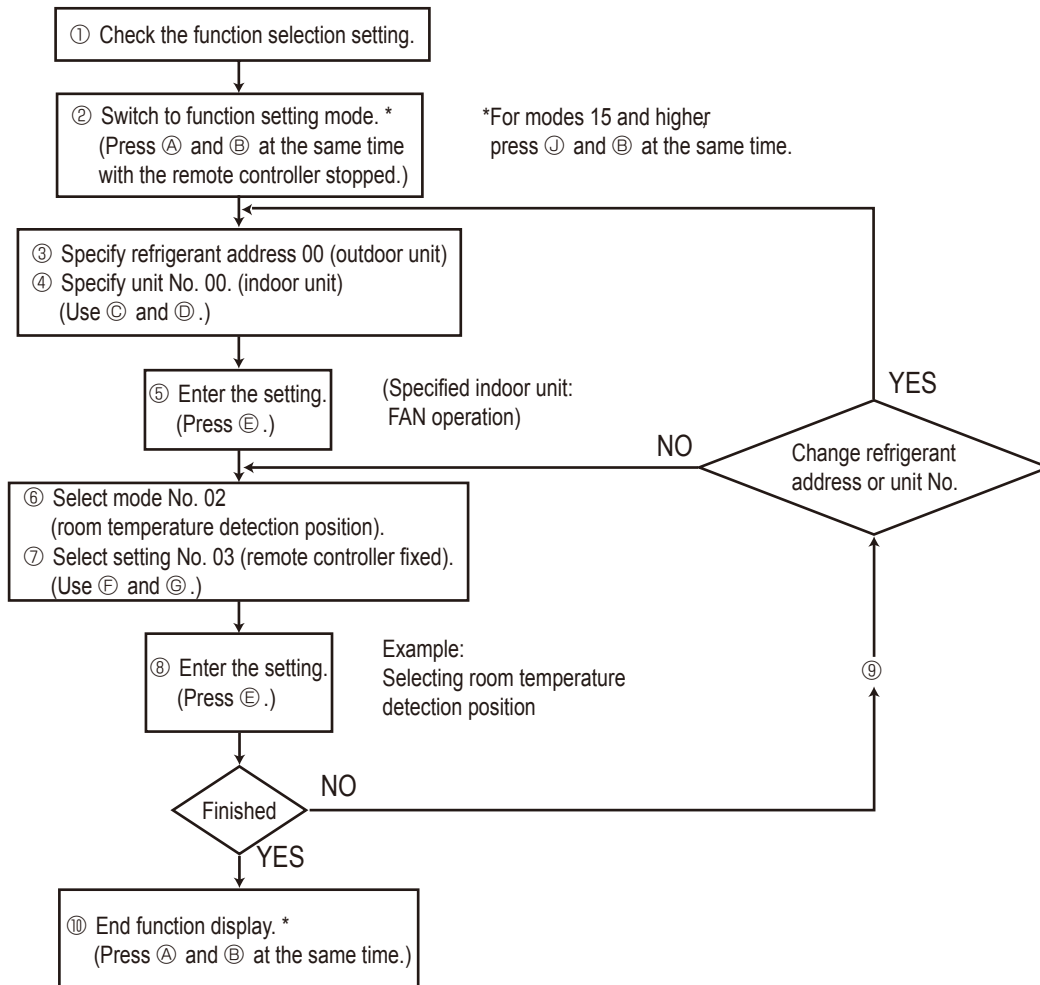 ① Check the function selection setting.
② Switch to function setting mode. *
(Press Ⓐ and Ⓑ at the same time
with the remote controller stopped.)
*For modes 15 and higher,
press Ⓙ and Ⓑ at the same time.
③ Specify refrigerant address 00 (outdoor unit)
④ Specify unit No. 00. (indoor unit)
(Use Ⓒ and Ⓓ.)
⑤ Enter the setting.
(Press Ⓔ.)
(Specified indoor unit:
FAN operation)
YES
NO
Change refrigerant
address or unit No.
⑥ Select mode No. 02
(room temperature detection position).
⑦ Select setting No. 03 (remote controller fixed).
(Use Ⓕ and Ⓖ.)
⑧ Enter the setting.
(Press Ⓔ.)
Example:
Selecting room temperature
detection position
⑨
Finished
NO
YES
⑩ End function display. *
(Press Ⓐ and Ⓑ at the same time.)